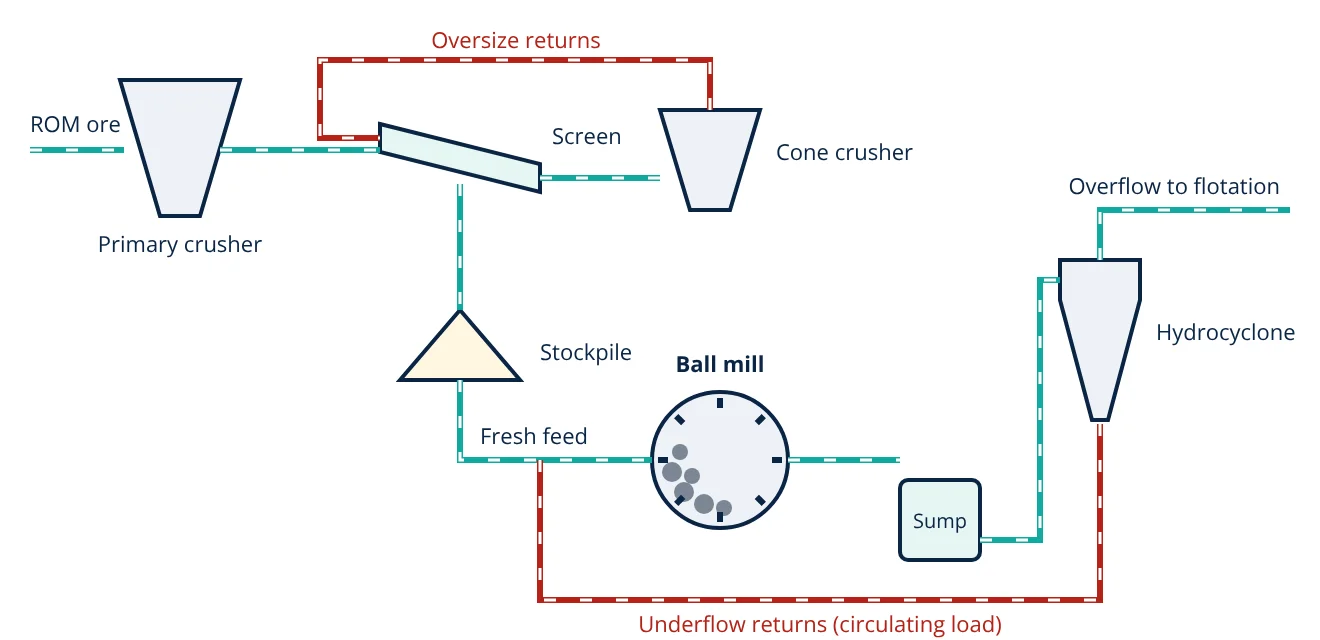 Oversize returns
ROM ore
Screen
Cone crusher
Primary crusher
Overflow to flotation
Hydrocyclone
Stockpile
Ball mill
Fresh feed
Sump
Underflow returns (circulating load)